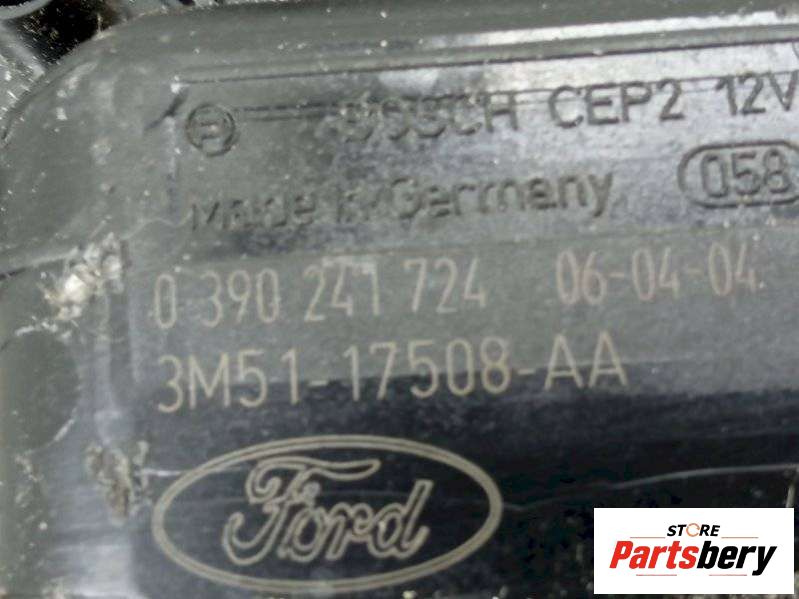 BOSCH CEP2 12V
Made in Germany 058
0 390 241 724 06-04-04
3M51-17508-AA
Ford
STORE
Partsbery